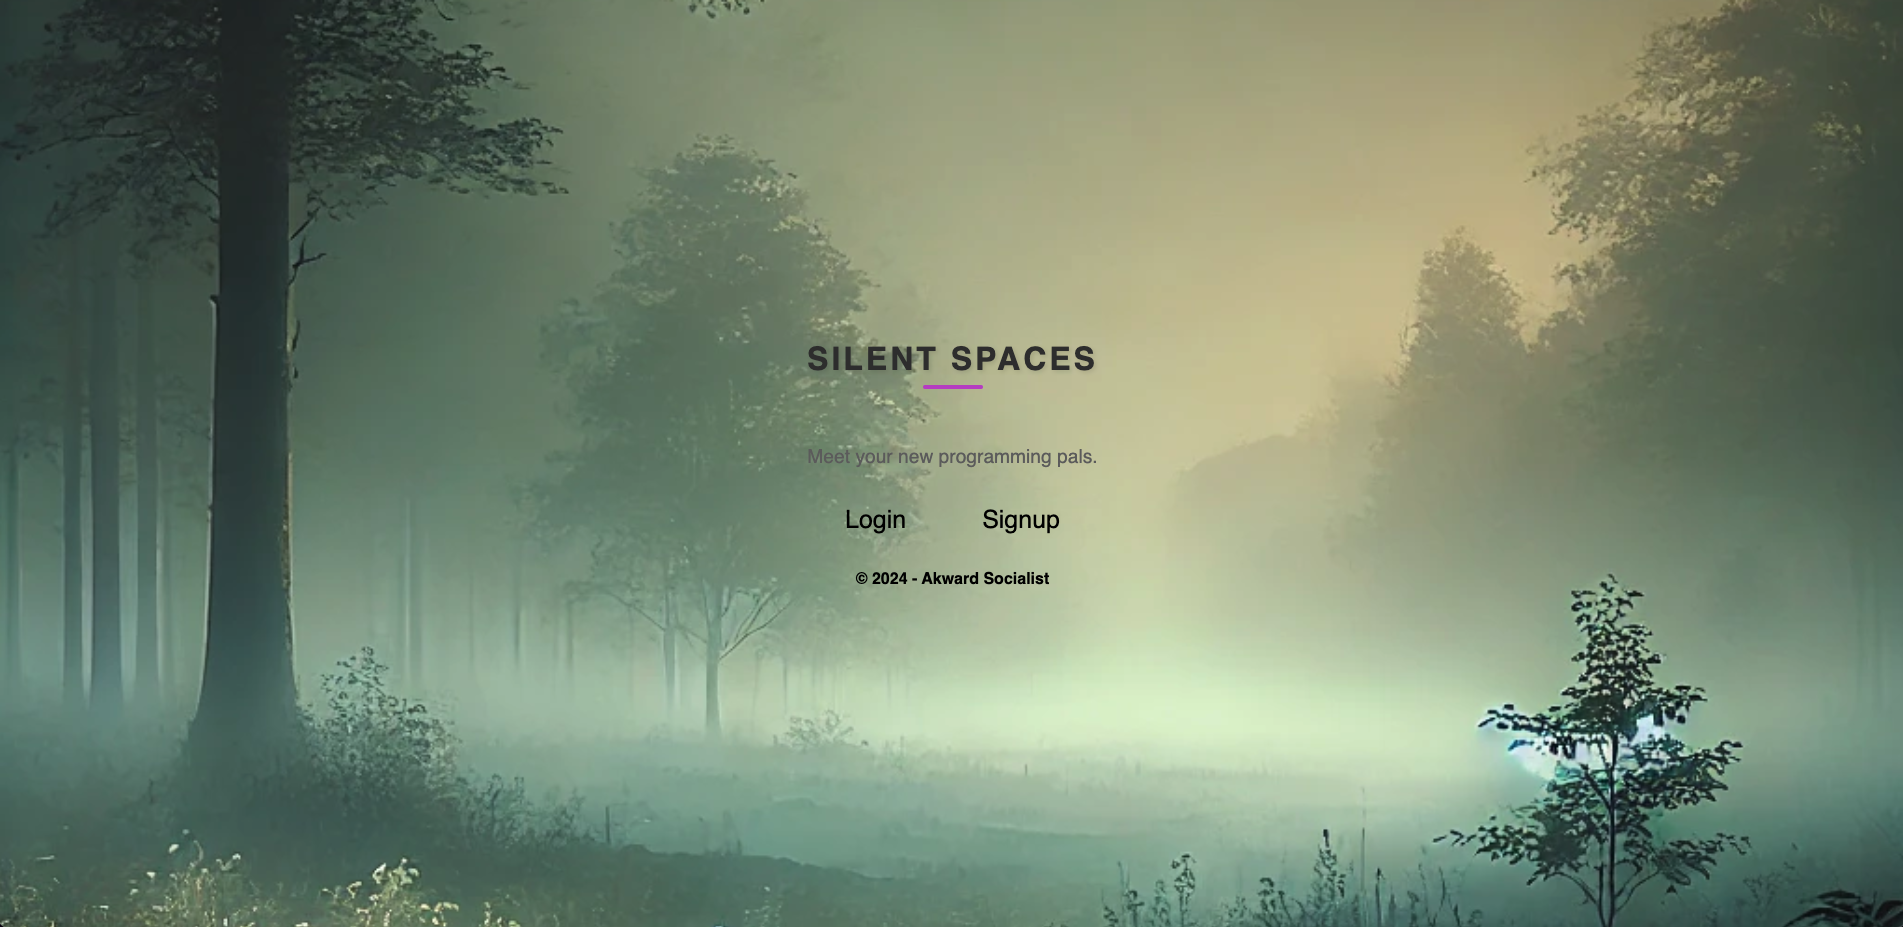 SILENT SPACES
Meet your new programming pals.
Login Signup
© 2024 - Akward Socialist